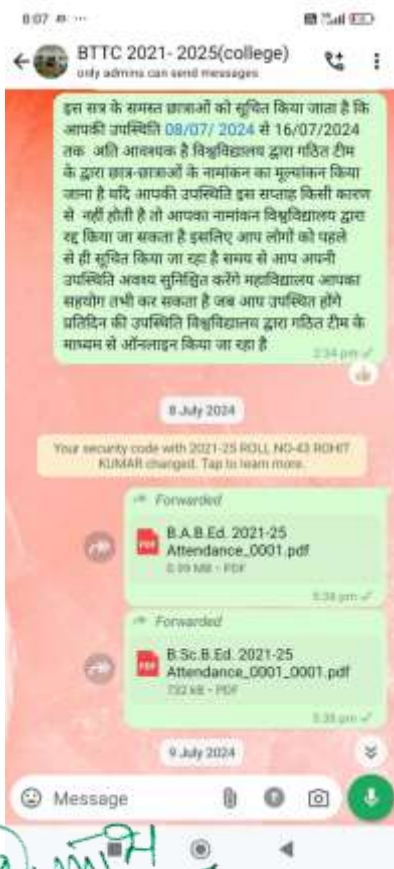 8:07
BTTC 2021- 2025(college)
only admins can send messages
इस सत्र के समस्त छात्राओं को सूचित किया जाता है कि
आपकी उपस्थिति 08/07/ 2024 से 16/07/2024
तक अति आवश्यक है विश्वविद्यालय द्वारा गठित टीम
के द्वारा छात्र-छात्राओं के नामांकन का मूल्यांकन किया
जाना है यदि आपकी उपस्थिति इस सप्ताह किसी कारण
से नहीं होती है तो आपका नामांकन विश्वविद्यालय द्वारा
रद्द किया जा सकता है इसलिए आप लोगों को पहले
से ही सूचित किया जा रहा है समय से आप अपनी
उपस्थिति अवश्य सुनिश्चित करेंगे महाविद्यालय आपका
सहयोग तभी कर सकता है जब आप उपस्थित होंगे
प्रतिदिन की उपस्थिति विश्वविद्यालय द्वारा गठित टीम के
माध्यम से ऑनलाइन किया जा रहा है
2:34 pm
8 July 2024
Your security code with 2021-25 ROLL NO-43 ROHIT
KUMAR changed. Tap to learn more.
Forwarded
PDF
B.A.B.Ed. 2021-25
Attendance_0001.pdf
0.99 MB • PDF
5:38 pm
Forwarded
PDF
B.Sc.B.Ed. 2021-25
Attendance_0001_0001.pdf
732 kB • PDF
5:38 pm
9 July 2024
Message